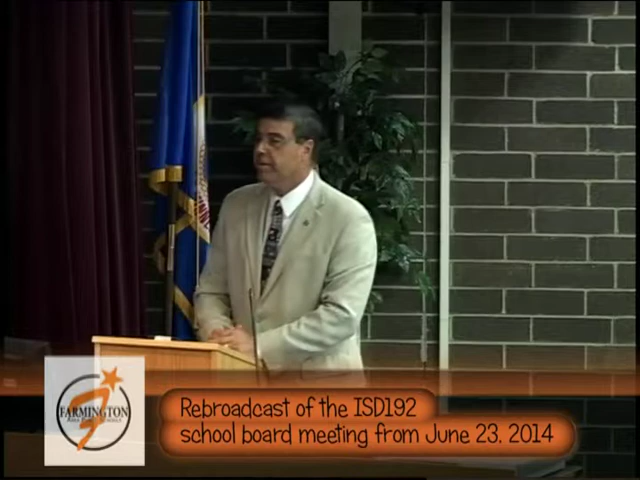 FARMINGTON
Rebroadcast of the ISD192
school board meeting from June 23, 2014